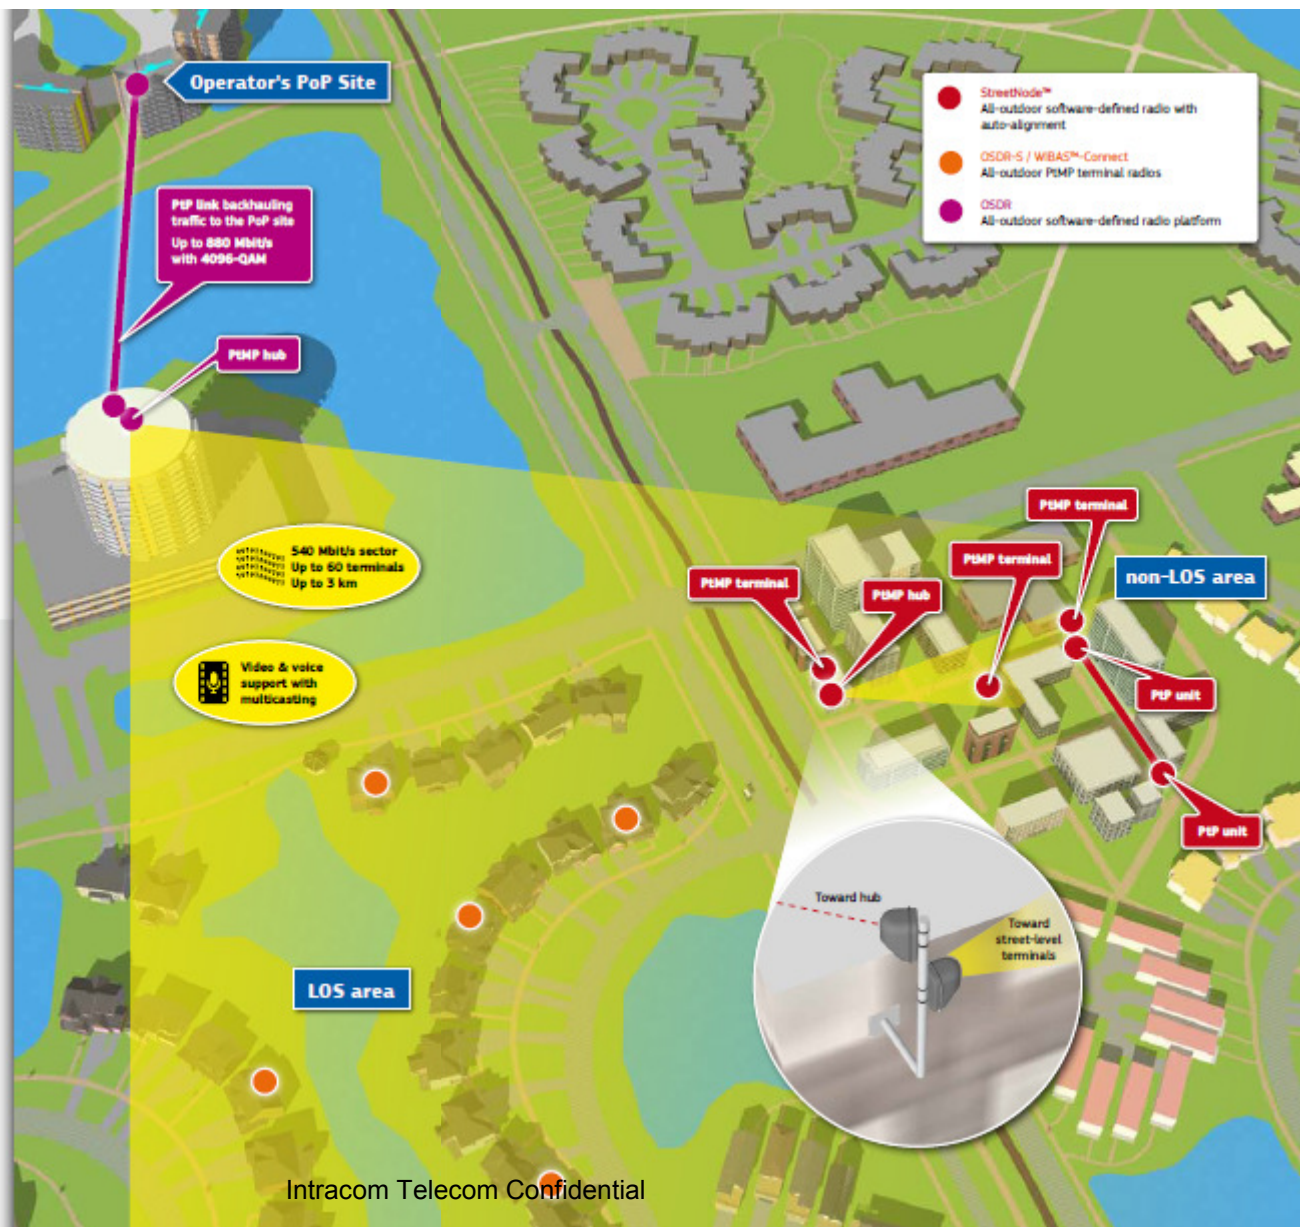 Operator's PoP Site
StreetNode™
All-outdoor software-defined radio with
auto-alignment
OSDR-S / WiBAS™-Connect
All-outdoor PtMP terminal radios
OSDR
All-outdoor software-defined radio platform
PtP link backhauling
traffic to the PoP site
Up to 880 Mbit/s
with 4096-QAM
PtMP hub
PtMP terminal
PtMP terminal
non-LOS area
540 Mbit/s sector
Up to 60 terminals
Up to 3 km
PtMP terminal
PtMP hub
Video & voice
support with
multicasting
PtP unit
PtP unit
Toward hub
Toward
street-level
terminals
LOS area
Intracom Telecom Confidential